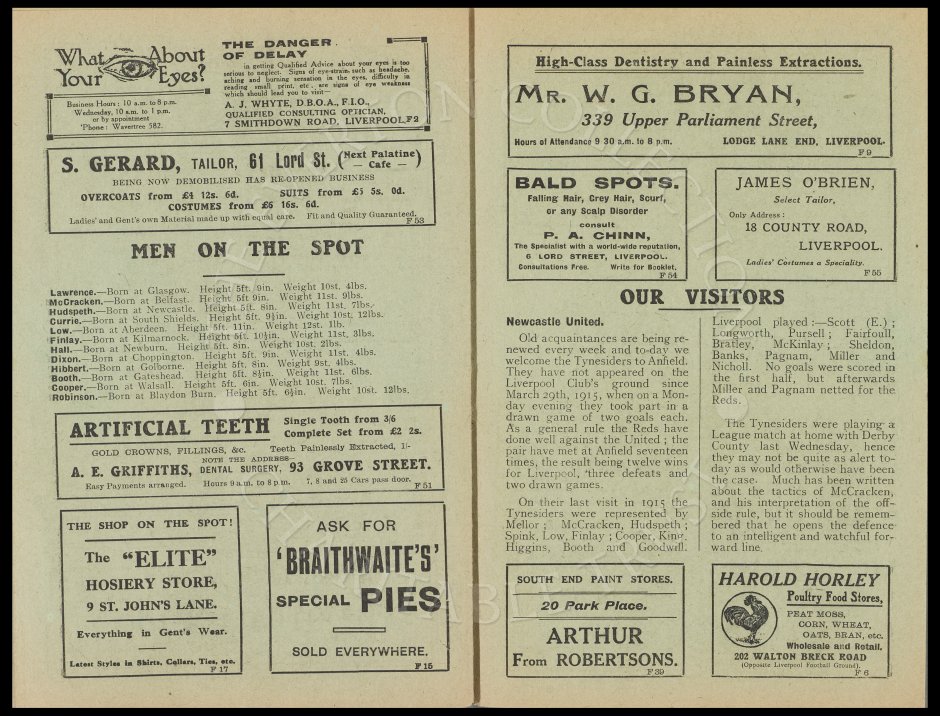 What About
Your Eyes?
Business Hours : 10 a.m. to 8 p.m.
Wednesday, 10 a.m. to 1 p.m.
or by appointment
'Phone : Wavertree 582.
THE DANGER
OF DELAY
in getting Qualified Advice about your eyes is too
serious to neglect. Signs of eye-strain, such as headache,
aching and burning sensation in the eyes, difficulty in
reading small print, etc. are signs of eye weakness
which should lead you to visit—
A. J. WHYTE, D.B.O.A., F.I.O.,
QUALIFIED CONSULTING OPTICIAN,
7 SMITHDOWN ROAD, LIVERPOOL. F2
S. GERARD, TAILOR, 61 Lord St. (Next Palatine
— Cafe —)
BEING NOW DEMOBILISED HAS RE-OPENED BUSINESS
OVERCOATS from £4 12s. 6d. SUITS from £5 5s. 0d.
COSTUMES from £6 16s. 6d.
Ladies' and Gent's own Material made up with equal care. Fit and Quality Guaranteed.
F 53
MEN ON THE SPOT
Lawrence.—Born at Glasgow. Height 5ft. 9in. Weight 10st. 4lbs.
McCracken.—Born at Belfast. Height 5ft. 9in. Weight 11st. 9lbs.
Hudspeth.—Born at Newcastle. Height 5ft. 8in. Weight 11st. 7lbs.
Currie.—Born at South Shields. Height 5ft. 9½in. Weight 10st. 12lbs.
Low.—Born at Aberdeen. Height 5ft. 11in. Weight 12st. 1lb.
Finlay.—Born at Kilmarnock. Height 5ft. 10½in. Weight 11st. 3lbs.
Hall.—Born at Newburn. Height 5ft. 8in. Weight 11st. 2lbs.
Dixon.—Born at Choppington. Height 5ft. 9in. Weight 11st. 4lbs.
Hibbert.—Born at Golborne. Height 5ft. 8in. Weight 9st. 4lbs.
Booth.—Born at Gateshead. Height 5ft. 8½in. Weight 11st. 6lbs.
Cooper.—Born at Walsall. Height 5ft. 6in. Weight 10st. 7lbs.
Robinson.—Born at Blaydon Burn. Height 5ft. 6½in. Weight 10st. 12lbs.
ARTIFICIAL TEETH Single Tooth from 3/6
Complete Set from £2 2s.
GOLD CROWNS, FILLINGS, &c. Teeth Painlessly Extracted, 1/-
NOTE THE ADDRESS—
A. E. GRIFFITHS, DENTAL SURGERY, 93 GROVE STREET.
Easy Payments arranged. Hours 9 a.m. to 8 p.m. 7, 8 and 25 Cars pass door.
F 51
THE SHOP ON THE SPOT!
The "ELITE"
HOSIERY STORE,
9 ST. JOHN'S LANE.
Everything in Gent's Wear.
Latest Styles in Shirts, Collars, Ties, etc.
F 17
ASK FOR
'BRAITHWAITE'S'
SPECIAL PIES
SOLD EVERYWHERE.
F 15
High-Class Dentistry and Painless Extractions.
MR. W. G. BRYAN,
339 Upper Parliament Street,
Hours of Attendance 9 30 a.m. to 8 p.m. LODGE LANE END, LIVERPOOL.
F 9
BALD SPOTS.
Falling Hair, Grey Hair, Scurf,
or any Scalp Disorder
consult
P. A. CHINN,
The Specialist with a world-wide reputation,
6 LORD STREET, LIVERPOOL.
Consultations Free. Write for Booklet.
F 54
JAMES O'BRIEN,
Select Tailor,
Only Address :
18 COUNTY ROAD,
LIVERPOOL.
Ladies' Costumes a Speciality.
F 55
OUR VISITORS
Newcastle United.
Old acquaintances are being re-
newed every week and to-day we
welcome the Tynesiders to Anfield.
They have not appeared on the
Liverpool Club's ground since
March 29th, 1915, when on a Mon-
day evening they took part in a
drawn game of two goals each.
As a general rule the Reds have
done well against the United ; the
pair have met at Anfield seventeen
times, the result being twelve wins
for Liverpool, three defeats and
two drawn games.
On their last visit in 1915 the
Tynesiders were represented by
Mellor ; McCracken, Hudspeth ;
Spink, Low, Finlay ; Cooper, King,
Higgins, Booth and Goodwill.
Liverpool played :—Scott (E.) ;
Longworth, Pursell ; Fairfoull,
Bratley, McKinlay ; Sheldon,
Banks, Pagnam, Miller and
Nicholl. No goals were scored in
the first half, but afterwards
Miller and Pagnam netted for the
Reds.
The Tynesiders were playing a
League match at home with Derby
County last Wednesday, hence
they may not be quite as alert to-
day as would otherwise have been
the case. Much has been written
about the tactics of McCracken,
and his interpretation of the off-
side rule, but it should be remem-
bered that he opens the defence
to an intelligent and watchful for-
ward line.
SOUTH END PAINT STORES.
20 Park Place.
ARTHUR
From ROBERTSONS.
F 39
HAROLD HORLEY
Poultry Food Stores,
PEAT MOSS,
CORN, WHEAT,
OATS, BEAN, etc.
Wholesale and Retail.
202 WALTON BRECK ROAD
(Opposite Liverpool Football Ground).
F 6